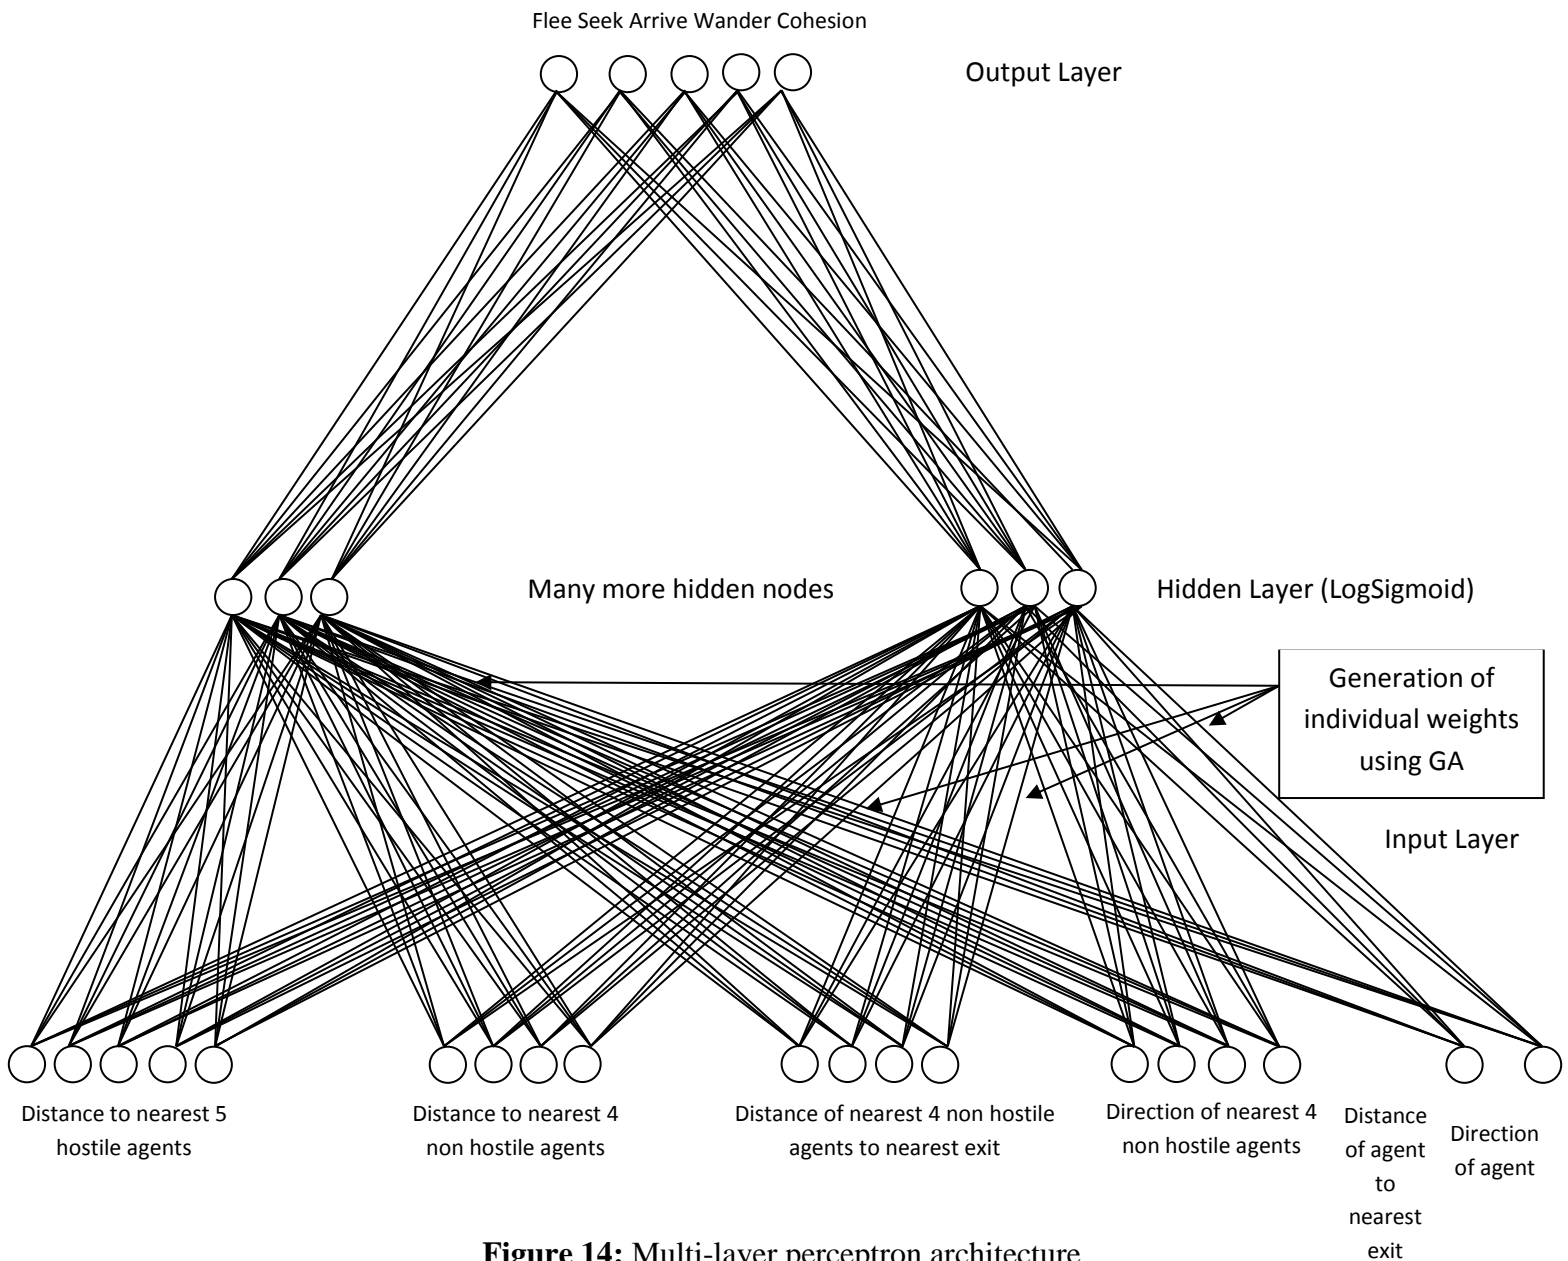 Flee Seek Arrive Wander Cohesion
Output Layer
Many more hidden nodes
Hidden Layer (LogSigmoid)
Generation of
individual weights
using GA
Input Layer
Distance to nearest 5
hostile agents
Distance to nearest 4
non hostile agents
Distance of nearest 4 non hostile
agents to nearest exit
Direction of nearest 4
non hostile agents
Distance
of agent
to
nearest
exit
Direction
of agent
Figure 14: Multi-layer perceptron architecture